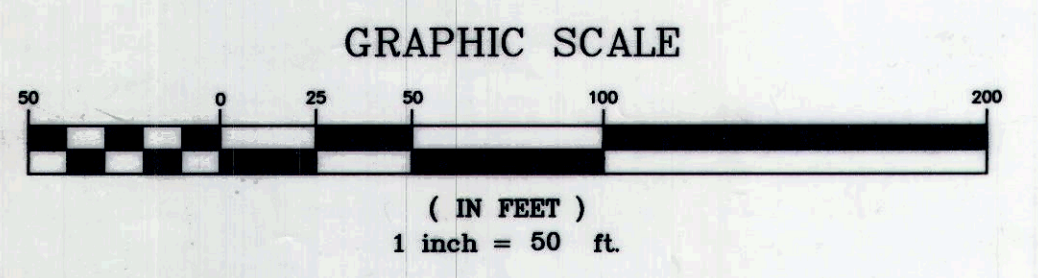 GRAPHIC SCALE
50 0 25 50 100 200
( IN FEET )
1 inch = 50 ft.